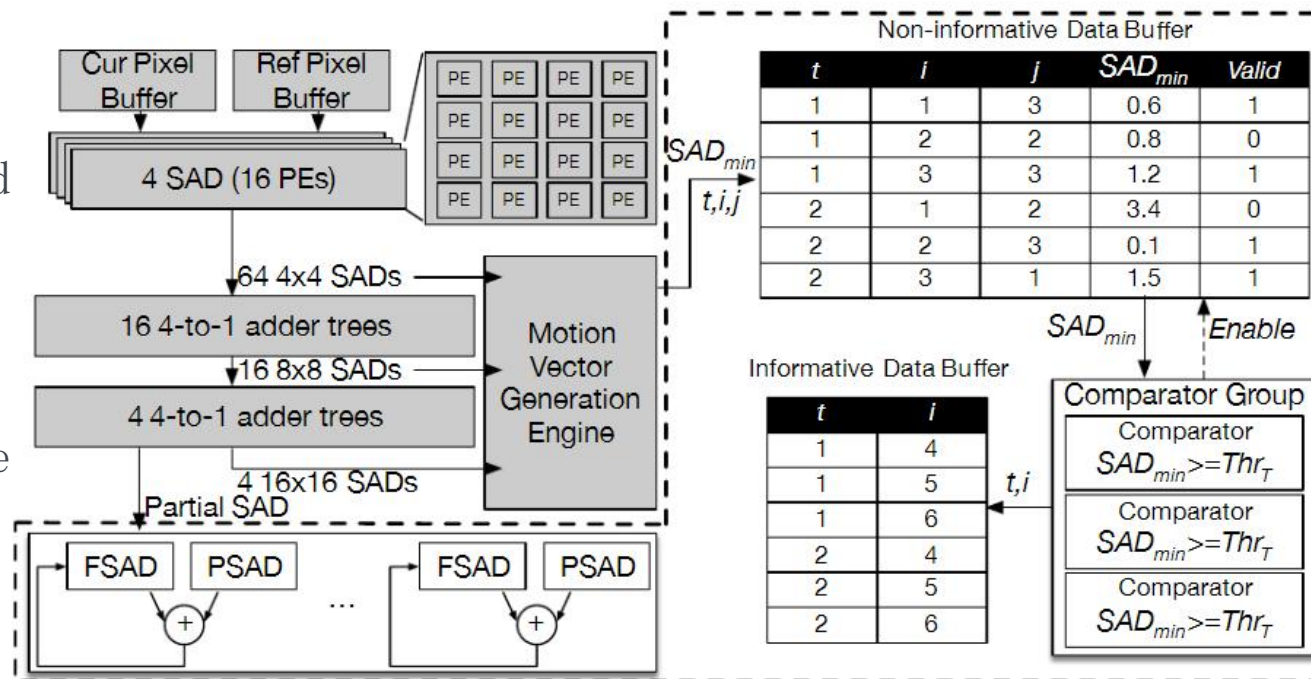 Cur Pixel
Buffer
Ref Pixel
Buffer
4 SAD (16 PEs)
PE PE PE PE
PE PE PE PE
PE PE PE PE
PE PE PE PE
64 4x4 SADs
16 4-to-1 adder trees
16 8x8 SADs
4 4-to-1 adder trees
4 16x16 SADs
Partial SAD
Motion
Vector
Generation
Engine
FSAD PSAD
+
...
FSAD PSAD
+
SADmin
t,i,j
Non-informative Data Buffer
t i j SADmin Valid
1 1 3 0.6 1
1 2 2 0.8 0
1 3 3 1.2 1
2 1 2 3.4 0
2 2 3 0.1 1
2 3 1 1.5 1
SADmin
Enable
Informative Data Buffer
t i
1 4
1 5
1 6
2 4
2 5
2 6
t,i
Comparator Group
Comparator
SADmin>=ThrT
Comparator
SADmin>=ThrT
Comparator
SADmin>=ThrT